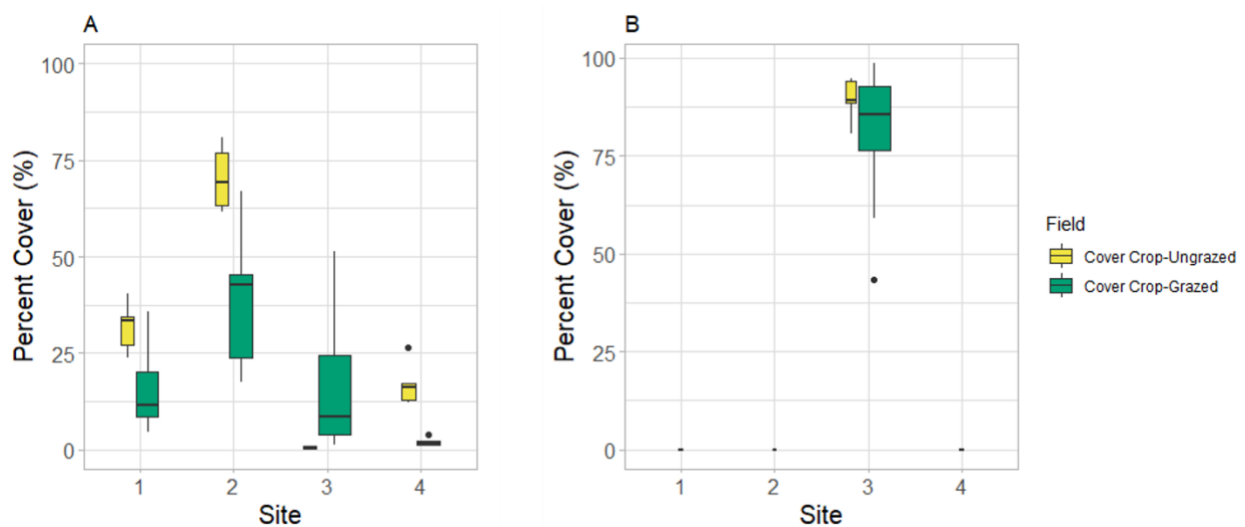 A
Percent Cover (%)
100
75
50
25
0
1 2 3 4
Site
B
Percent Cover (%)
100
75
50
25
0
1 2 3 4
Site
Field
Cover Crop-Ungrazed
Cover Crop-Grazed